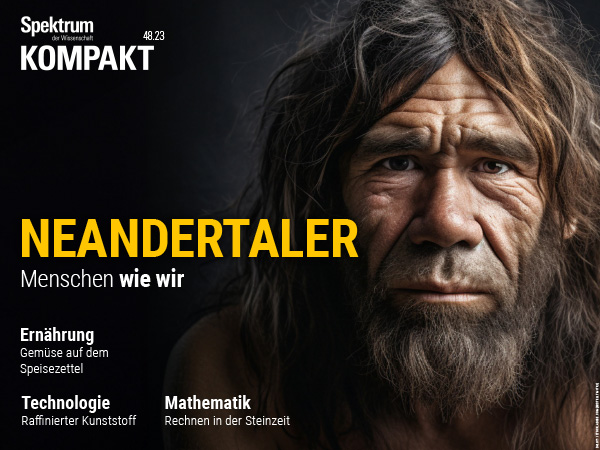 Spektrum
der Wissenschaft
48.23
KOMPAKT
NEANDERTALER
Menschen wie wir
Ernährung
Gemüse auf dem
Speisezettel
Technologie
Raffinierter Kunststoff
Mathematik
Rechnen in der Steinzeit